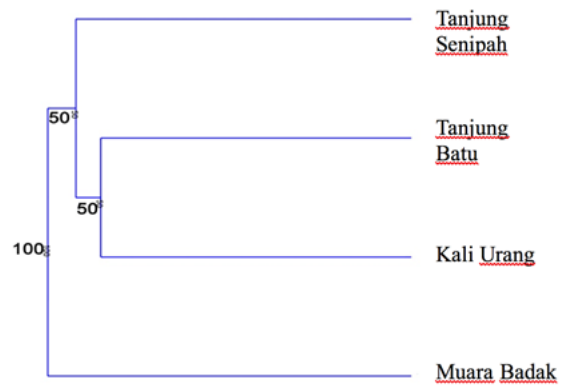 Tanjung
Senipah
50
Tanjung
Batu
50
100
Kali Urang
Muara Badak